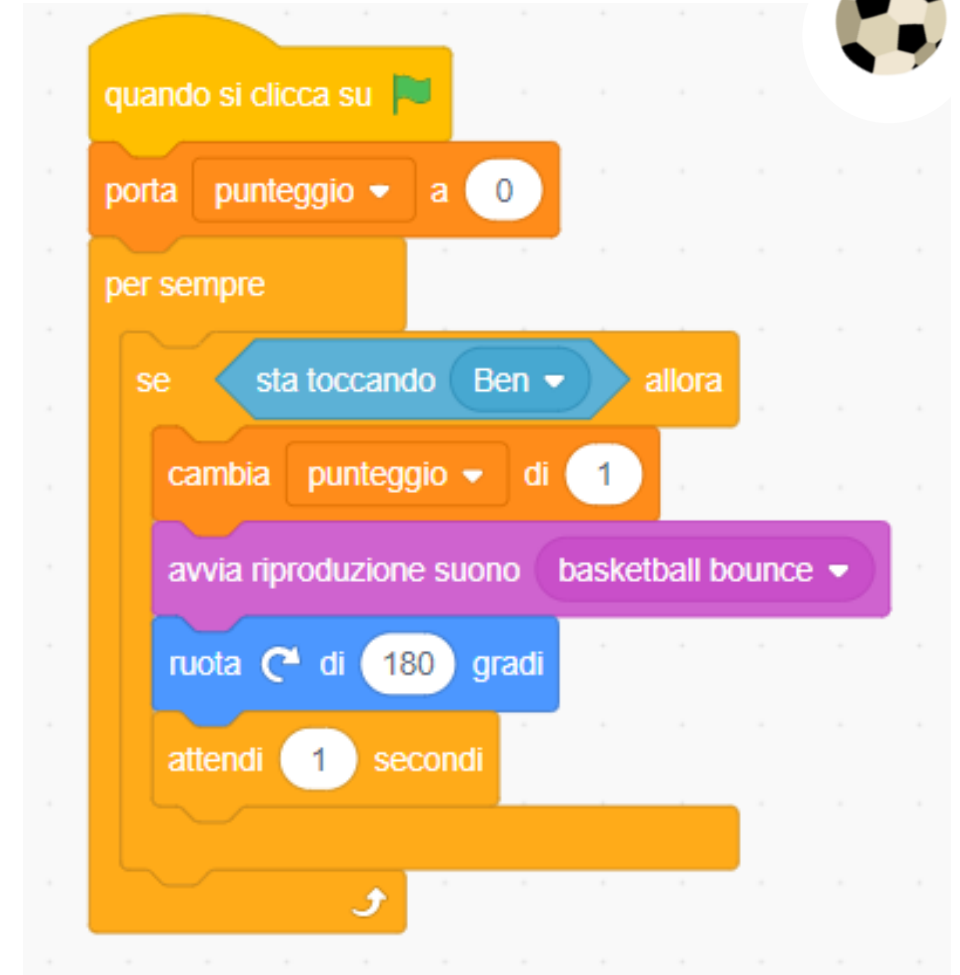 quando si clicca su
porta punteggio a 0
per sempre
se sta toccando Ben allora
cambia punteggio di 1
avvia riproduzione suono basketball bounce
ruota di 180 gradi
attendi 1 secondi